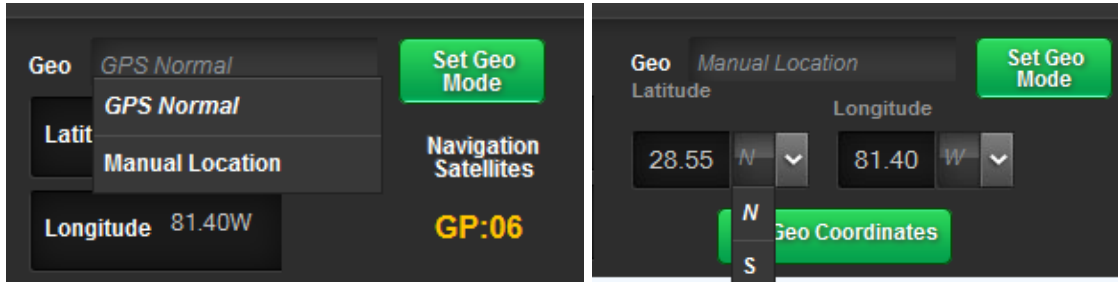 Geo GPS Normal Set Geo
Mode
GPS Normal
Latit
Manual Location
Navigation
Satellites
Longitude 81.40W
GP:06
Geo Manual Location Set Geo
Mode
Latitude
Longitude
28.55 N 81.40 W
N
Geo Coordinates
S